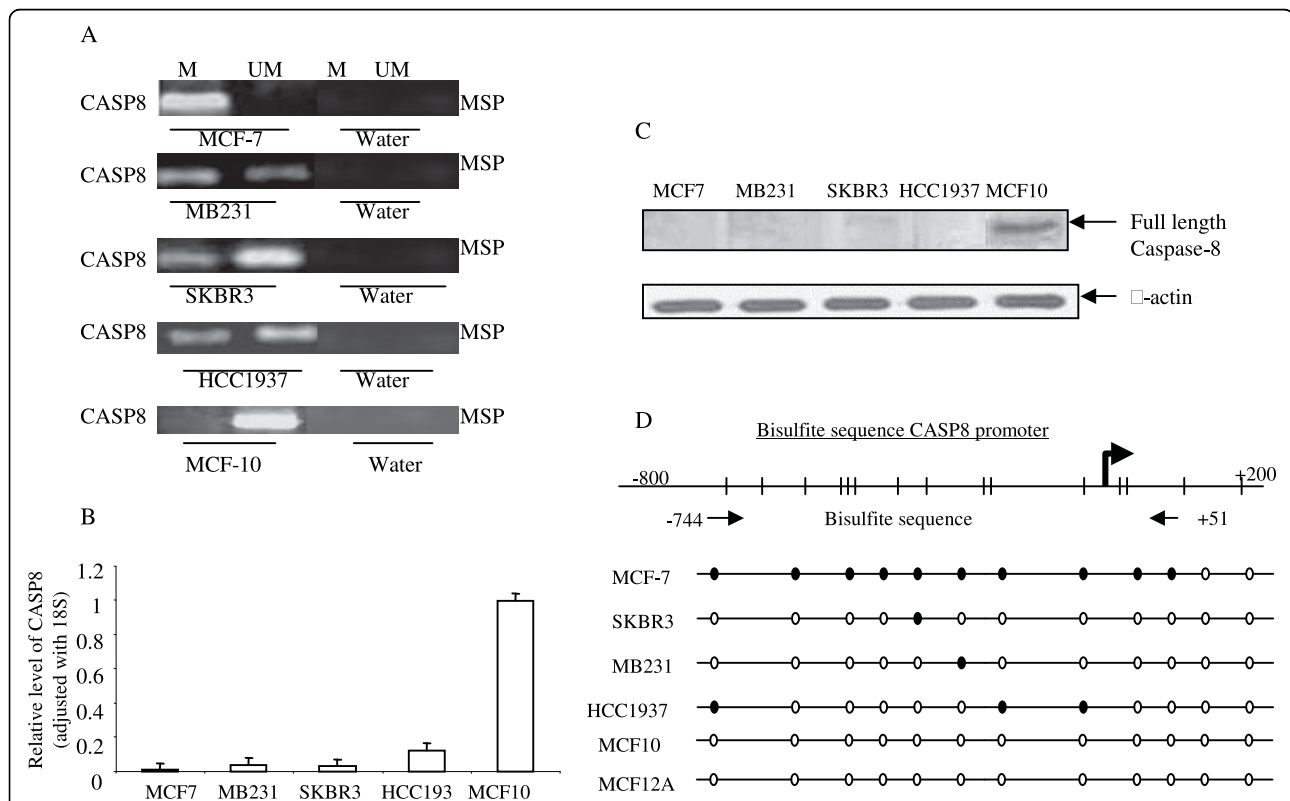 A
M UM M UM
CASP8 MSP
MCF-7 Water
CASP8 MSP
MB231 Water
CASP8 MSP
SKBR3 Water
CASP8 MSP
HCC1937 Water
CASP8 MSP
MCF-10 Water
B
Relative level of CASP8
(adjusted with 18S)
1.2
1
0.8
0.6
0.4
0.2
0
MCF7 MB231 SKBR3 HCC193 MCF10
C
MCF7 MB231 SKBR3 HCC1937 MCF10
Full length
Caspase-8
□-actin
D
Bisulfite sequence CASP8 promoter
-800 +200
-744 Bisulfite sequence +51
MCF-7
SKBR3
MB231
HCC1937
MCF10
MCF12A